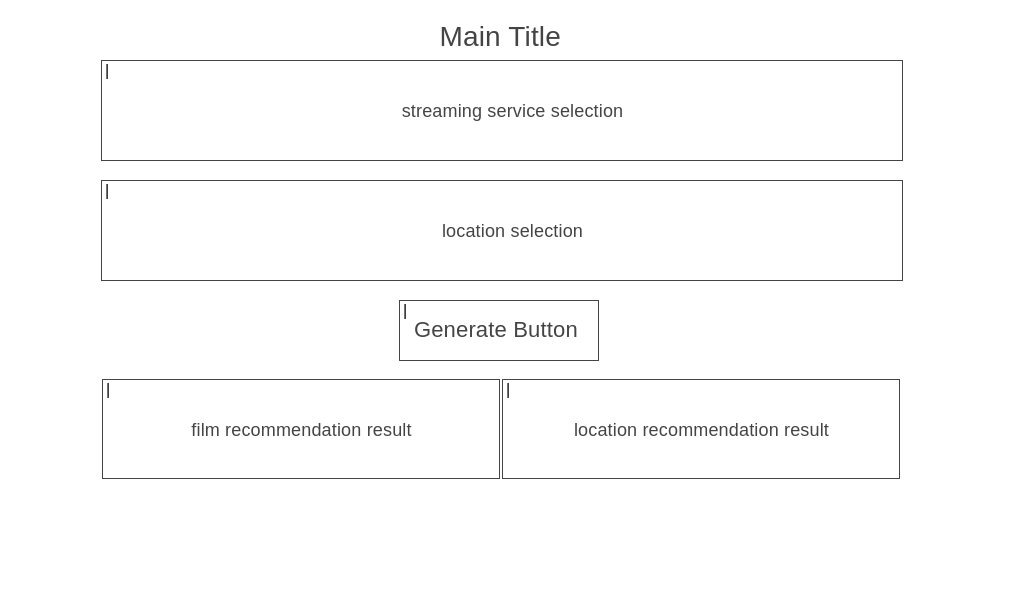 Main Title
streaming service selection
location selection
Generate Button
film recommendation result
location recommendation result